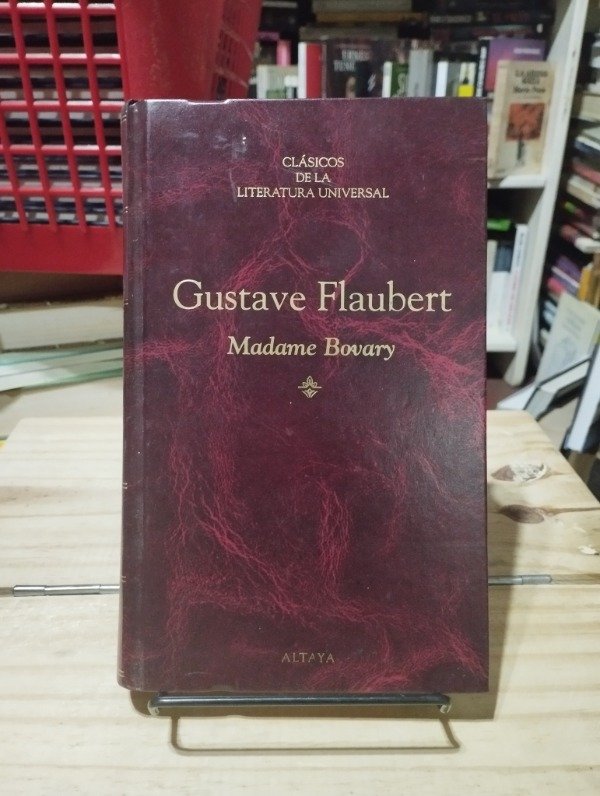 CLÁSICOS
DE LA
LITERATURA UNIVERSAL
Gustave Flaubert
Madame Bovary
ALTAYA